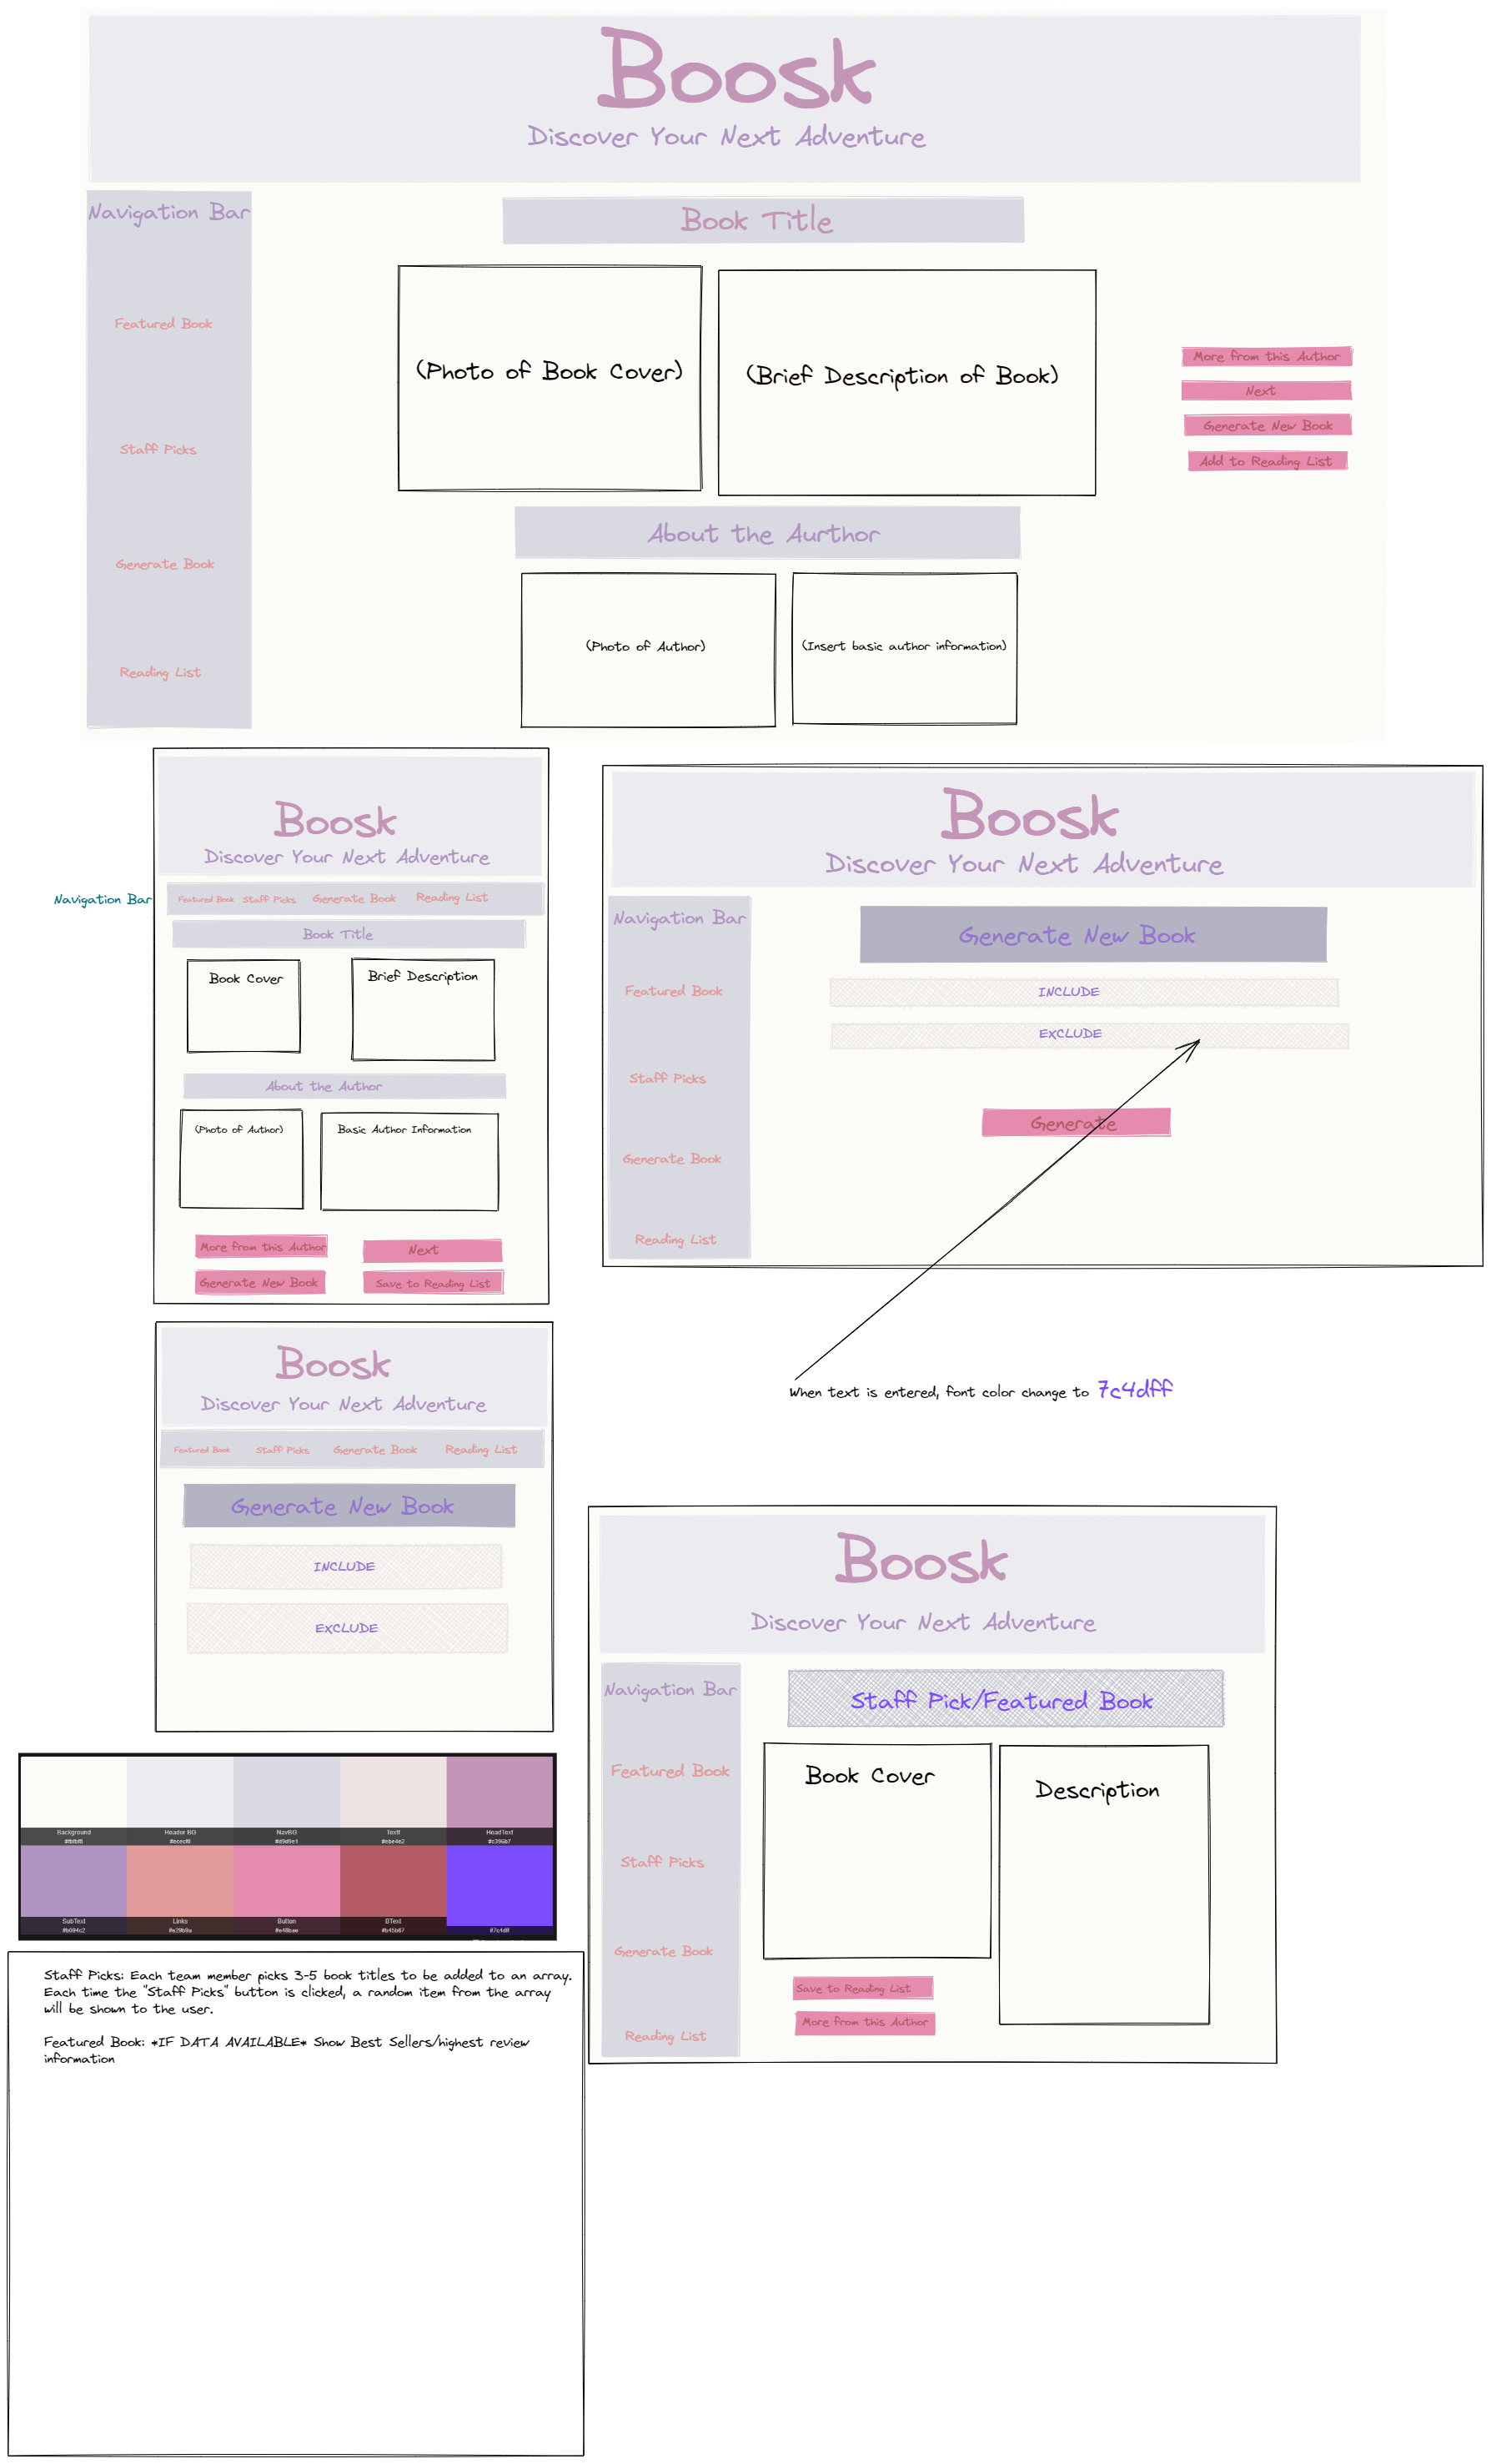 Boosk
Discover Your Next Adventure
Navigation Bar
Featured Book
Staff Picks
Generate Book
Reading List
Book Title
(Photo of Book Cover)
(Brief Description of Book)
More from this Author
Next
Generate New Book
Add to Reading List
About the Aurthor
(Photo of Author)
(Insert basic author information)
Boosk
Discover Your Next Adventure
Navigation Bar
Featured Book Staff Picks Generate Book Reading List
Book Title
Book Cover
Brief Description
About the Author
(Photo of Author)
Basic Author Information
More from this Author
Next
Generate New Book
Save to Reading List
Boosk
Discover Your Next Adventure
Navigation Bar
Featured Book
Staff Picks
Generate Book
Reading List
Generate New Book
INCLUDE
EXCLUDE
Generate
When text is entered, font color change to 7c4dff
Boosk
Discover Your Next Adventure
Featured Book Staff Picks Generate Book Reading List
Generate New Book
INCLUDE
EXCLUDE
Boosk
Discover Your Next Adventure
Navigation Bar
Featured Book
Staff Picks
Generate Book
Reading List
Staff Pick/Featured Book
Book Cover
Description
Save to Reading List
More from this Author
Background
Header BG
NavBG
HeadText
#c396b7
SubText
Links
Button
BText
#7c4dff
Staff Picks: Each team member picks 3-5 book titles to be added to an array.
Each time the "Staff Picks" button is clicked, a random item from the array
will be shown to the user.
Featured Book: *IF DATA AVAILABLE* Show Best Sellers/highest review
information